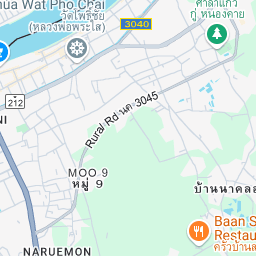 hua Wat Pho Chai
วัดโพธิ์ชัย
(หลวงพ่อพระใส)
ศาลาแก้ว
กู่ หนองคาย
3040
212
Rural Rd นค. 3045
NI
MOO 9
หมู่ 9
บ้านนาคลอ
Baan S
Restau
ครัวบ้านส
NARUEMON